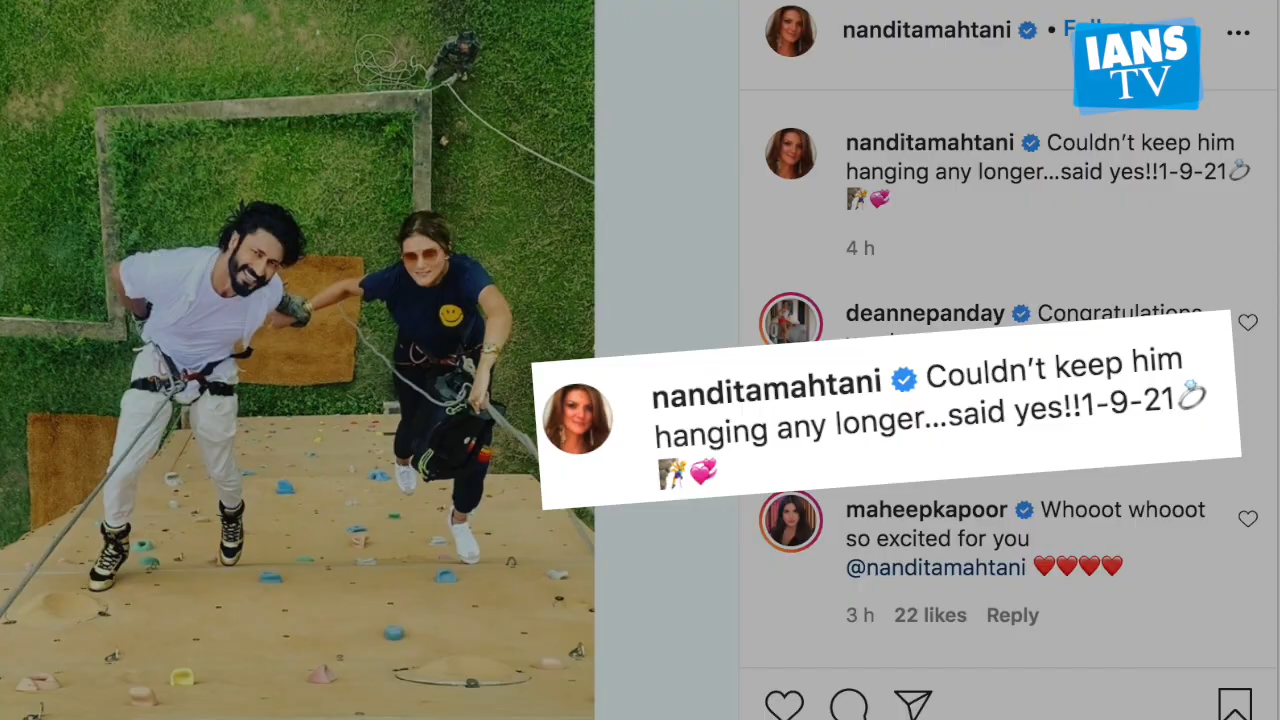 nanditamahtani •
IANS
TV
nanditamahtani Couldn't keep him
hanging any longer...said yes!!1-9-21💍
🧗💞
4 h
deannepanday Congratulations
nanditamahtani Couldn't keep him
hanging any longer...said yes!!1-9-21💍
🧗💞
maheepkapoor Whooot whooot
so excited for you
@nanditamahtani ❤️❤️❤️❤️
3 h 22 likes Reply